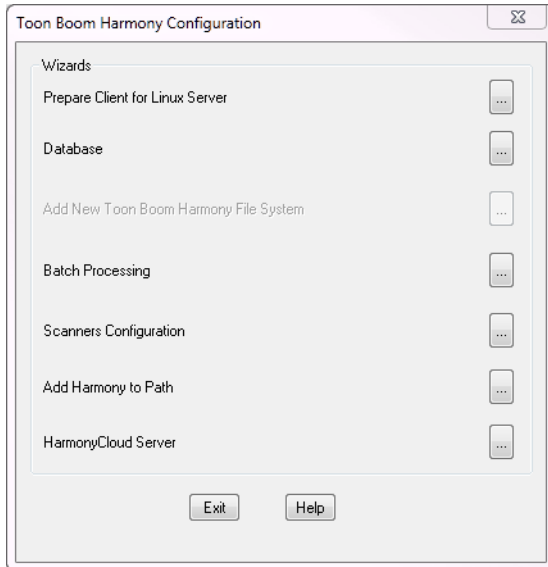 Toon Boom Harmony Configuration
Wizards
Prepare Client for Linux Server
...
Database
...
Add New Toon Boom Harmony File System
...
Batch Processing
...
Scanners Configuration
...
Add Harmony to Path
...
HarmonyCloud Server
...
Exit Help